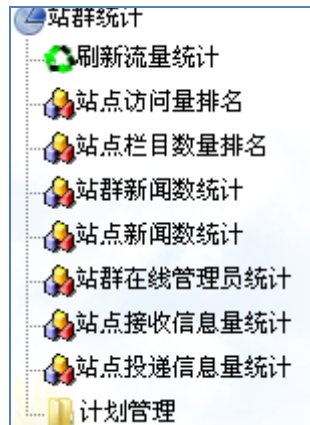 站群统计
刷新流量统计
站点访问量排名
站点栏目数量排名
站群新闻数统计
站点新闻数统计
站群在线管理员统计
站点接收信息量统计
站点投递信息量统计
计划管理